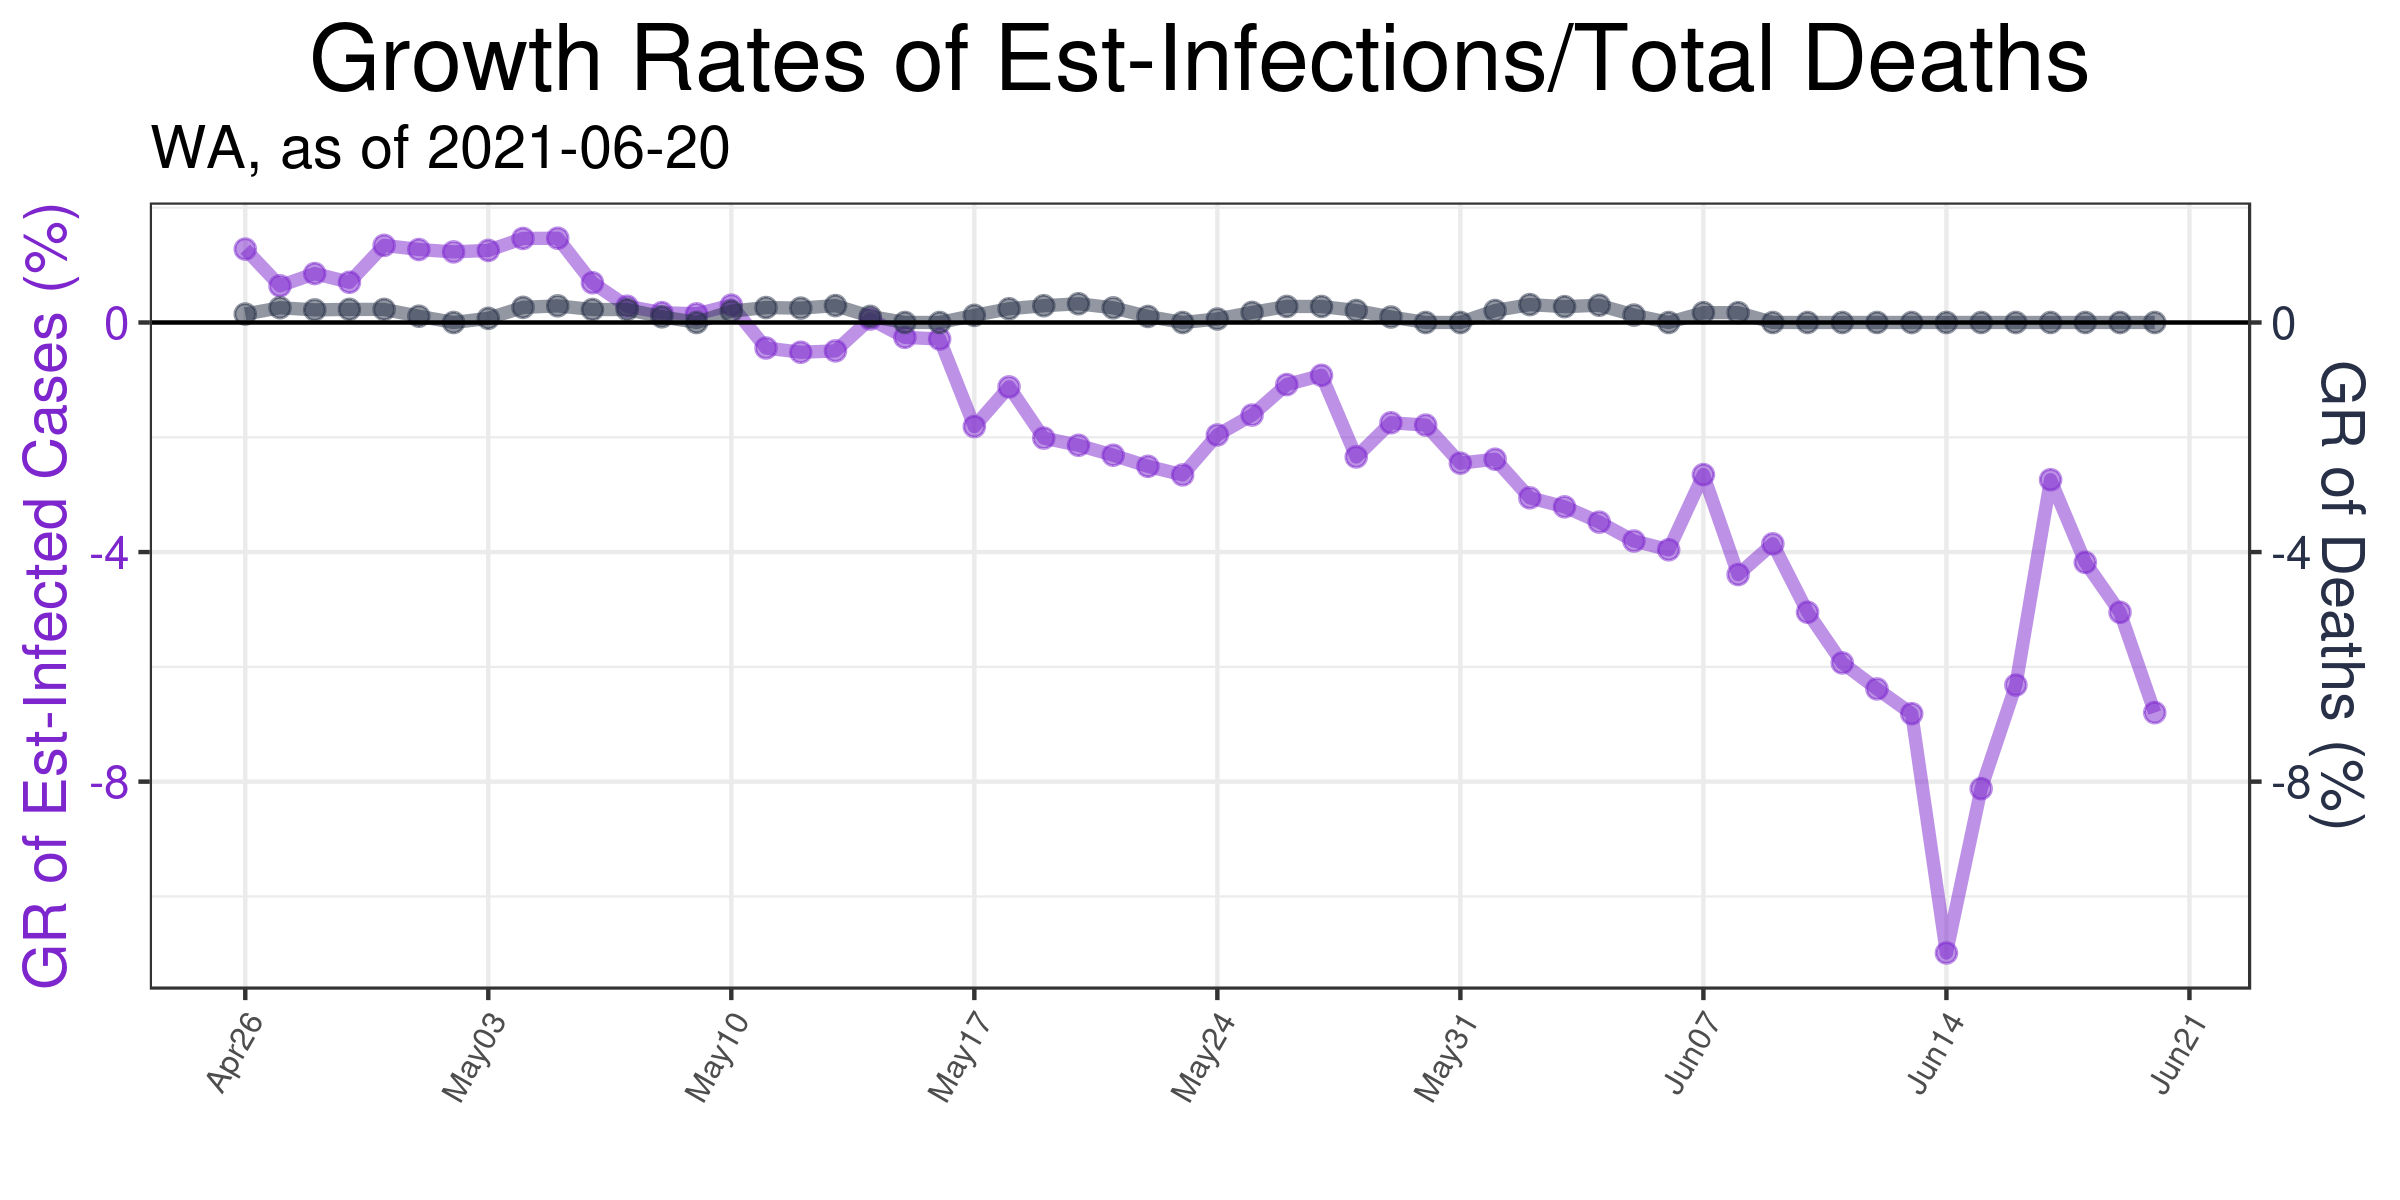 Growth Rates of Est-Infections/Total Deaths
WA, as of 2021-06-20
GR of Est-Infected Cases (%)
0
-4
-8
0
-4
-8
GR of Deaths (%)
Apr26
May03
May10
May17
May24
May31
Jun07
Jun14
Jun21